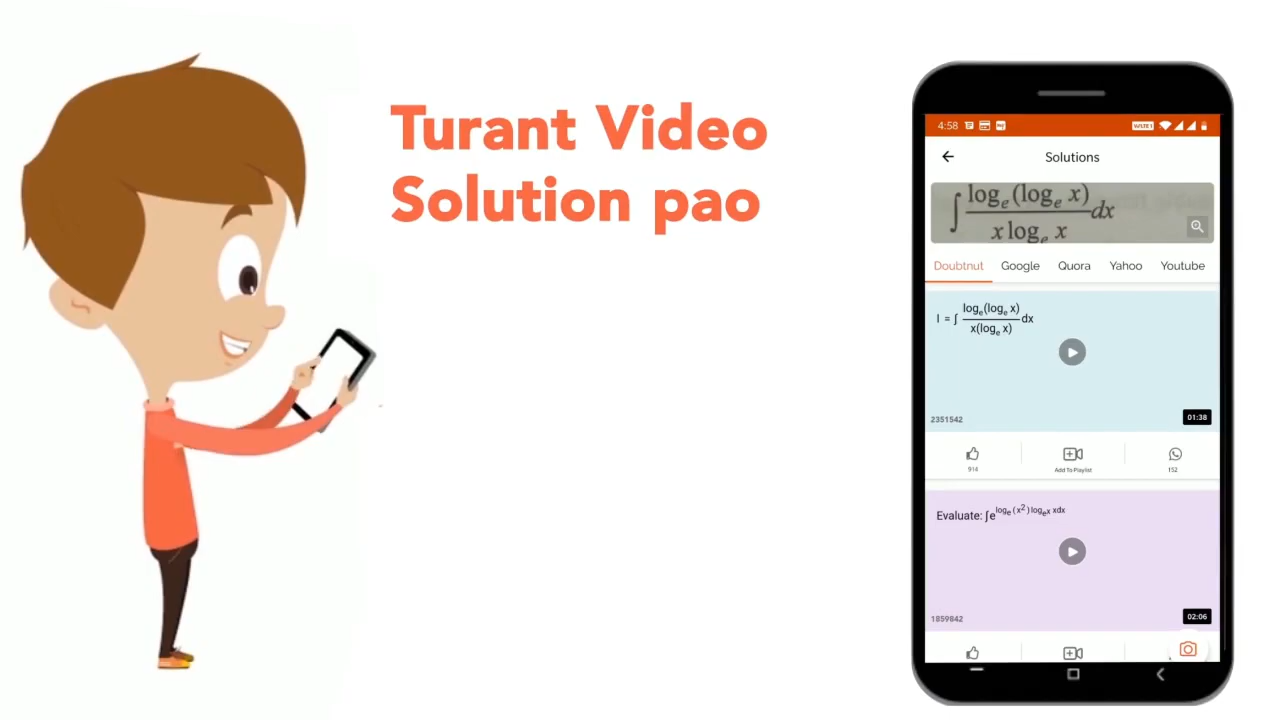 Turant Video
Solution pao
4:58
Solutions
∫ logₑ(logₑ x) / x logₑ x dx
Doubtnut Google Quora Yahoo Youtube
I = ∫ logₑ(logₑ x) / x(logₑ x) dx
2351542 01:38
914 Add To Playlist 152
Evaluate: ∫e^logₑ(x²)logₑx xdx
1859842 02:06